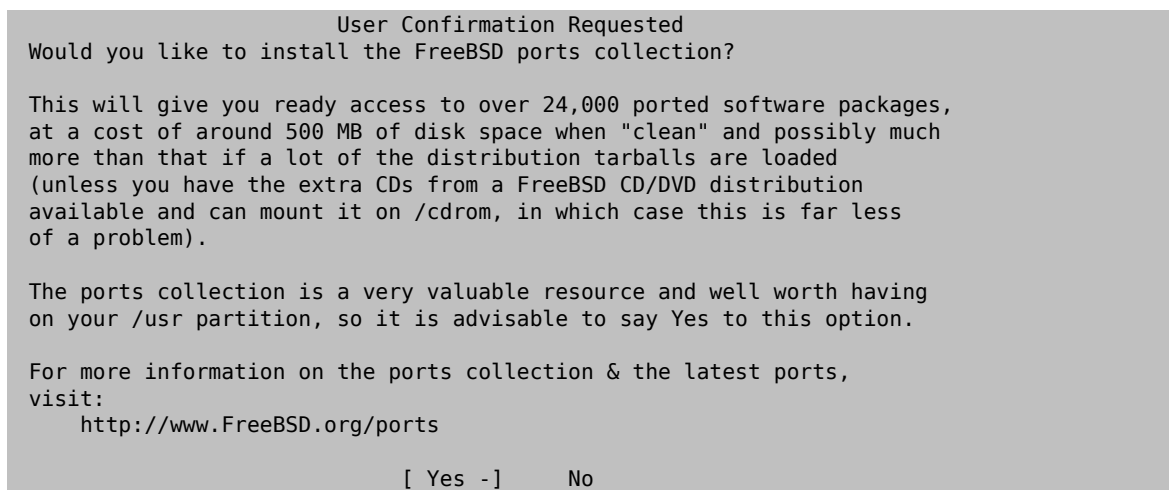 User Confirmation Requested
Would you like to install the FreeBSD ports collection?
This will give you ready access to over 24,000 ported software packages,
at a cost of around 500 MB of disk space when "clean" and possibly much
more than that if a lot of the distribution tarballs are loaded
(unless you have the extra CDs from a FreeBSD CD/DVD distribution
available and can mount it on /cdrom, in which case this is far less
of a problem).
The ports collection is a very valuable resource and well worth having
on your /usr partition, so it is advisable to say Yes to this option.
For more information on the ports collection & the latest ports,
visit:
http://www.FreeBSD.org/ports
[ Yes -]     No